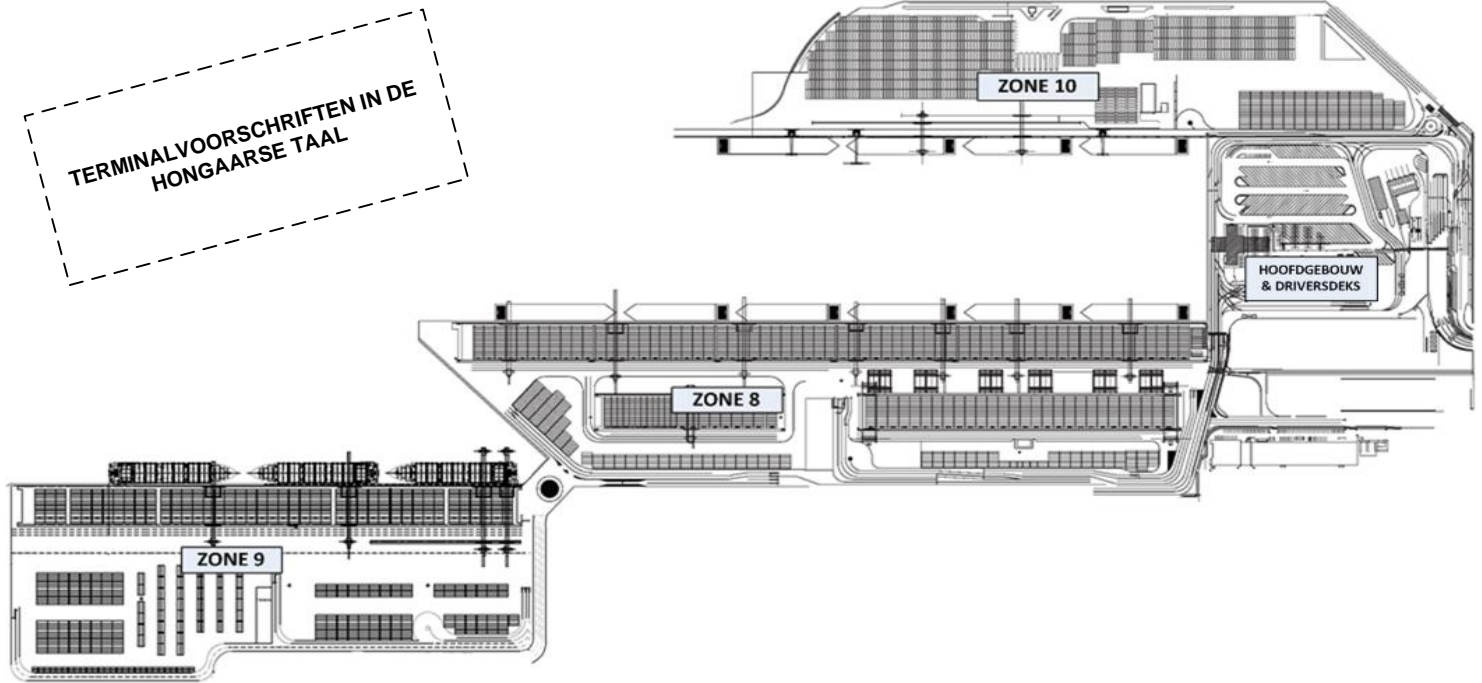 TERMINALVOORSCHRIFTEN IN DE
HONGAARSE TAAL
ZONE 10
HOOFDGEBOUW
& DRIVERSDEKS
ZONE 8
ZONE 9